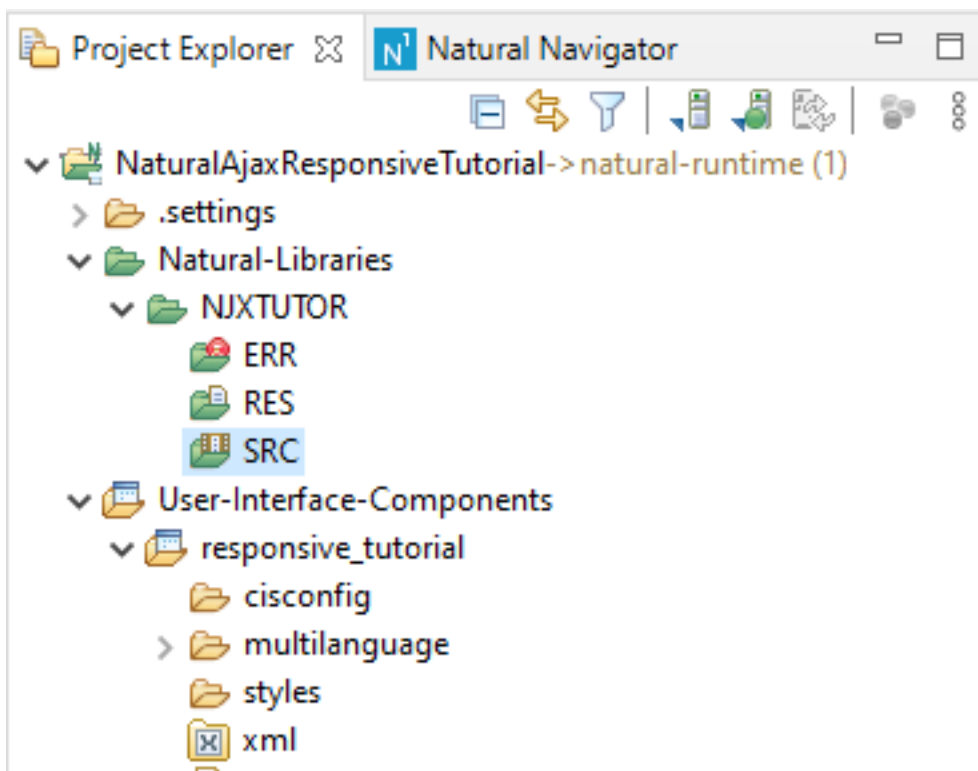 Project Explorer N¹ Natural Navigator
NaturalAjaxResponsiveTutorial->natural-runtime (1)
.settings
Natural-Libraries
NJXTUTOR
ERR
RES
SRC
User-Interface-Components
responsive_tutorial
cisconfig
multilanguage
styles
xml